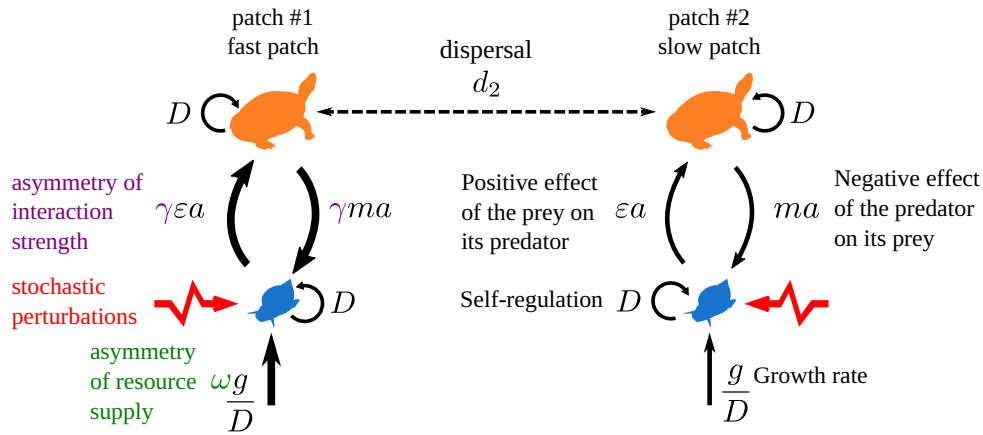 patch #1
fast patch
patch #2
slow patch
dispersal
d₂
D
D
asymmetry of
interaction
strength
γεa
γma
Positive effect
of the prey on
its predator
εa
ma
Negative effect
of the predator
on its prey
stochastic
perturbations
D
Self-regulation
D
asymmetry
of resource
supply
ωg
D
g
D
Growth rate